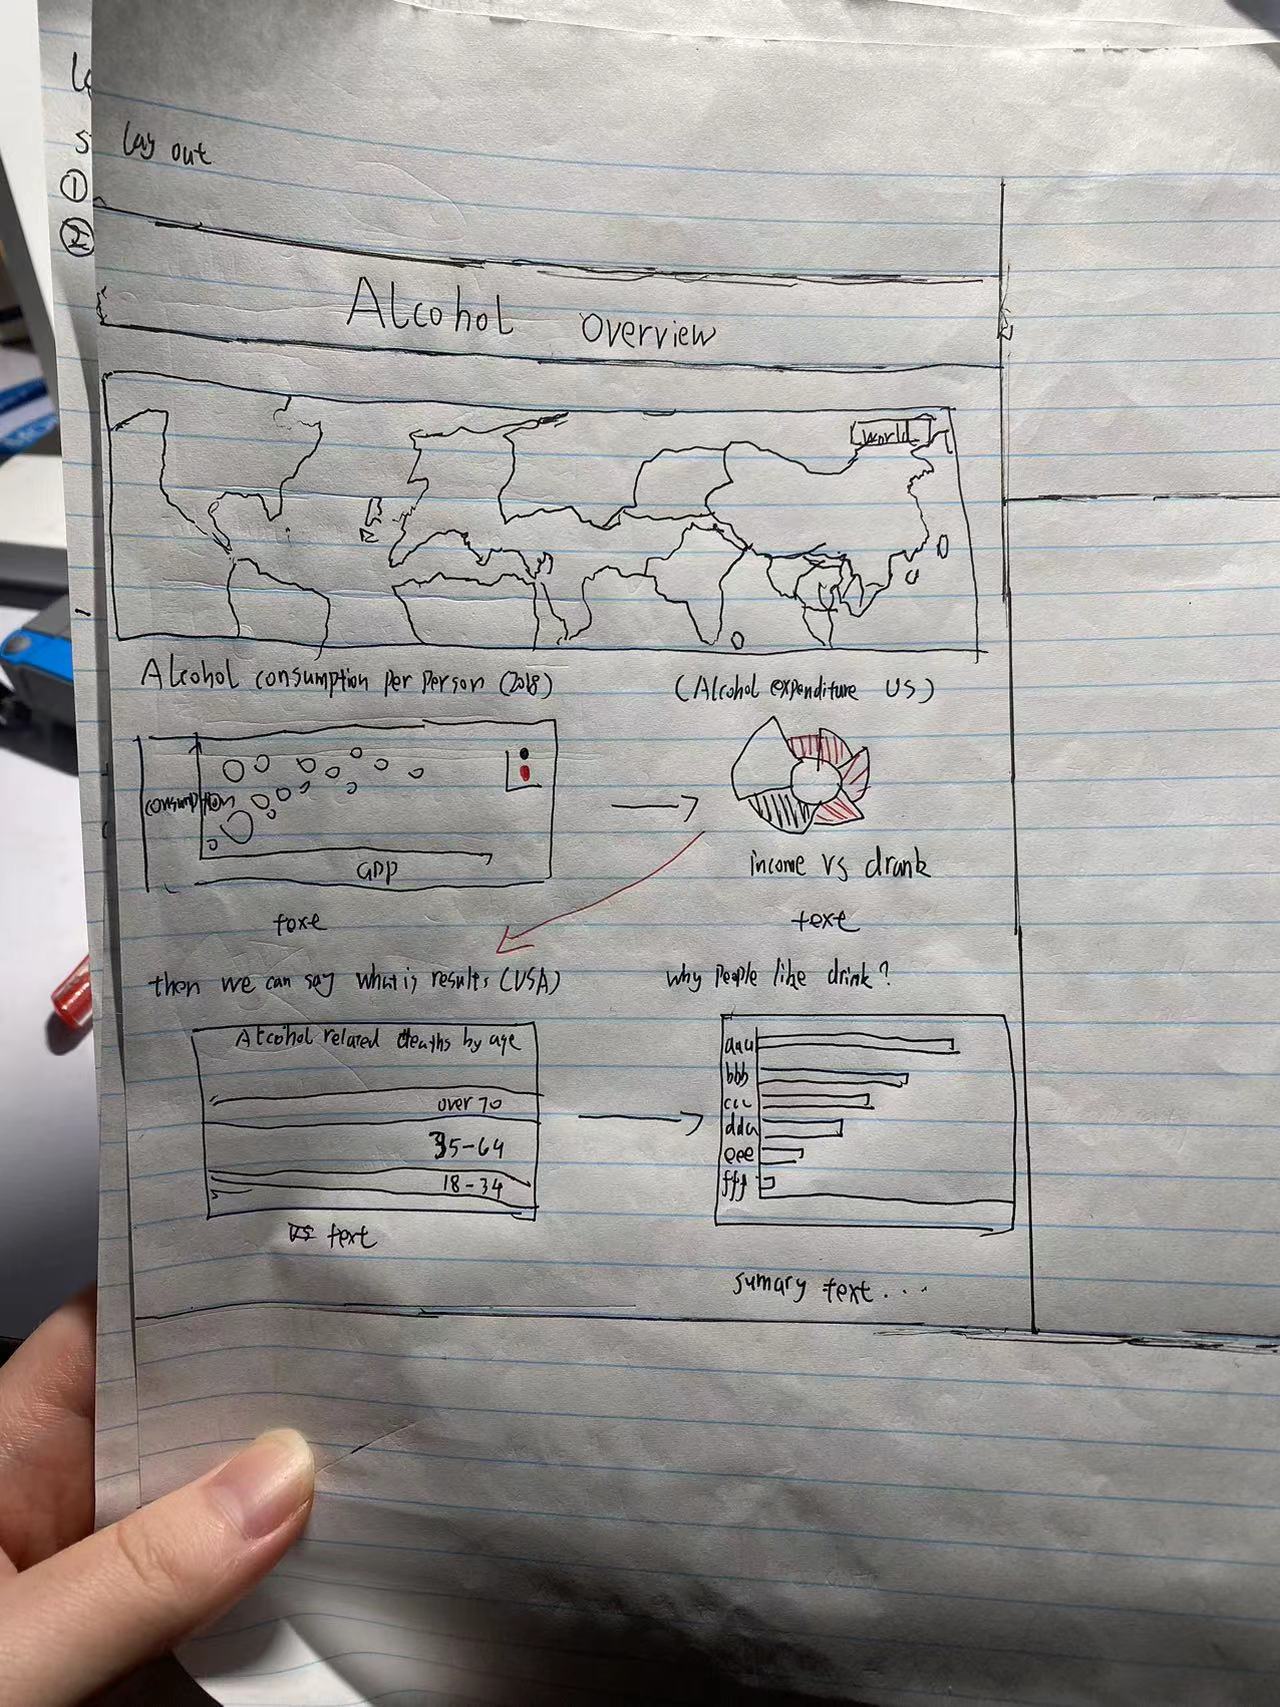 lay out
①
②
Alcohol overview
World
Alcohol consumption per person (2018)
(Alcohol expenditure US)
consumption
GDP
income vs drank
toxe
text
then we can say what is results (USA)
why people like drink?
Alcohol related deaths by age
over 70
35-64
18-34
aaa
bbb
ccc
ddd
eee
fff
text
sumary text....